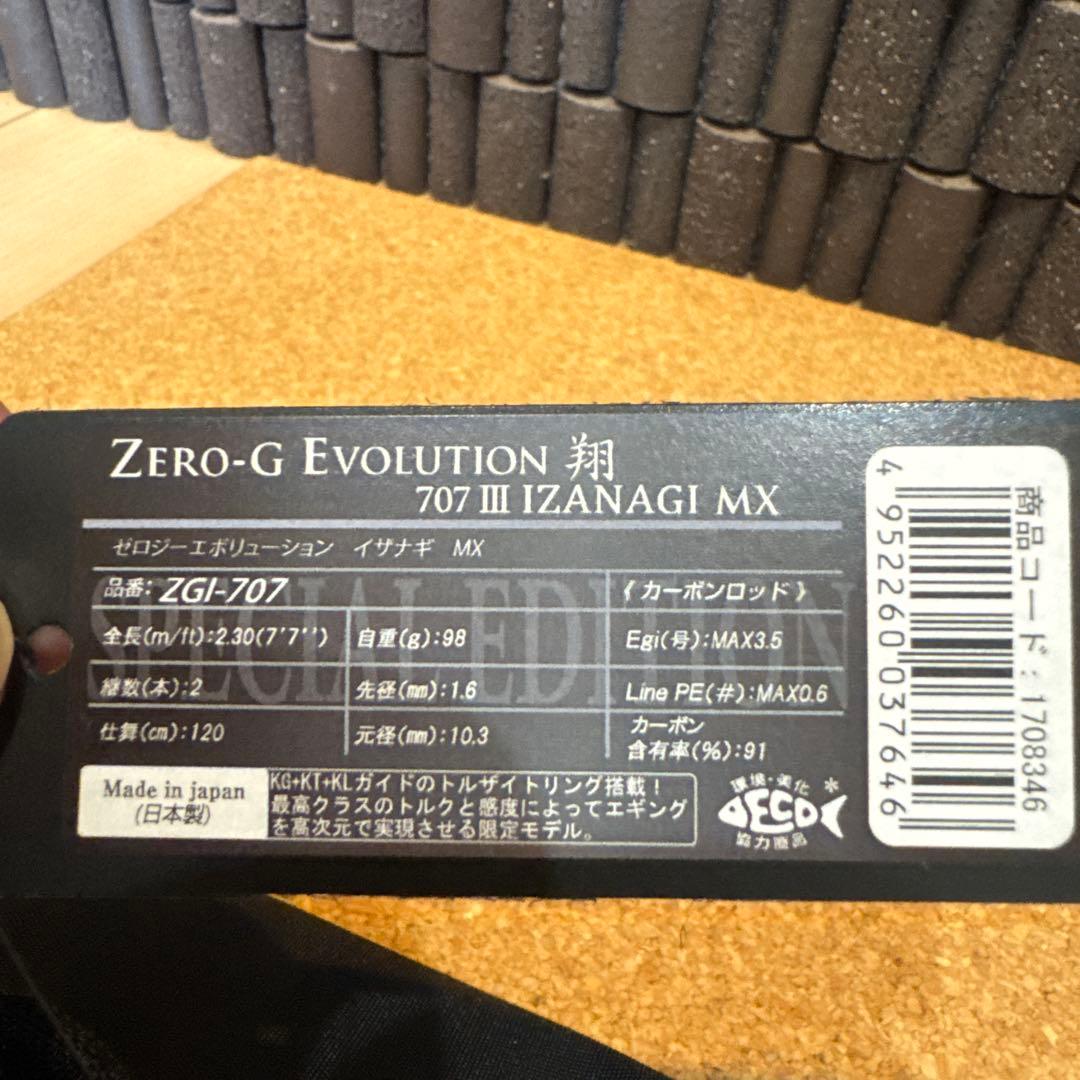 ZERO-G EVOLUTION 翔
707 III IZANAGI MX
ゼロジーエボリューション イザナギ MX
SPECIAL EDITION
品番: ZGI-707
《 カーボンロッド 》
全長(m/ft):2.30(7'7'')
自重(g):98
Egi(号):MAX3.5
継数(本):2
先径(mm):1.6
Line PE(#):MAX0.6
仕舞(cm):120
元径(mm):10.3
カーボン
含有率(%):91
Made in japan
(日本製)
KG+KT+KLガイドのトルザイトリング搭載!
最高クラスのトルクと感度によってエギング
を高次元で実現させる限定モデル。
環境・美化
DECO
協力商品
商品コード:1708346
4952260037646